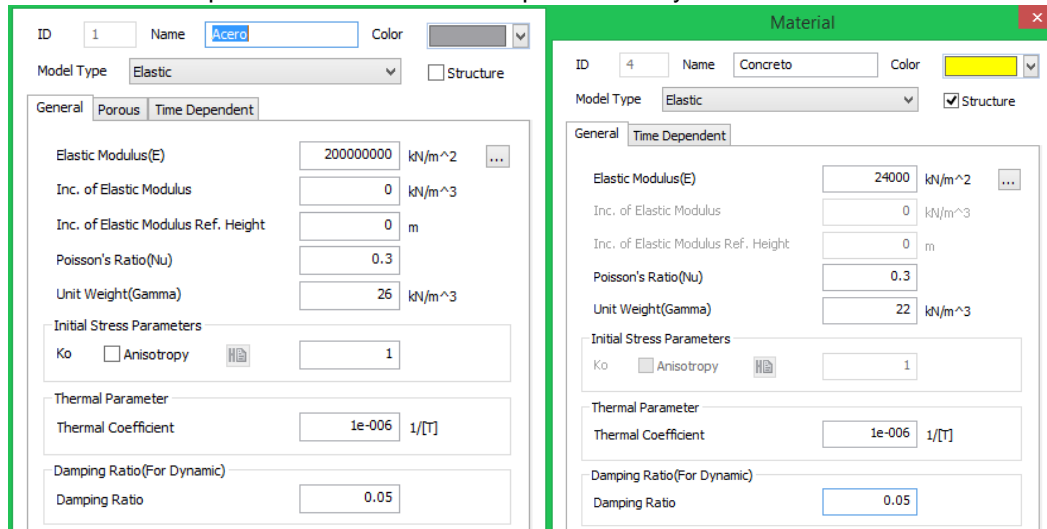 ID 1 Name Acero Color
Model Type Elastic Structure
General Porous Time Dependent
Elastic Modulus(E) 200000000 kN/m^2 ...
Inc. of Elastic Modulus 0 kN/m^3
Inc. of Elastic Modulus Ref. Height 0 m
Poisson's Ratio(Nu) 0.3
Unit Weight(Gamma) 26 kN/m^3
Initial Stress Parameters
Ko Anisotropy 1
Thermal Parameter
Thermal Coefficient 1e-006 1/[T]
Damping Ratio(For Dynamic)
Damping Ratio 0.05
Material
ID 4 Name Concreto Color
Model Type Elastic Structure
General Time Dependent
Elastic Modulus(E) 24000 kN/m^2 ...
Inc. of Elastic Modulus 0 kN/m^3
Inc. of Elastic Modulus Ref. Height 0 m
Poisson's Ratio(Nu) 0.3
Unit Weight(Gamma) 22 kN/m^3
Initial Stress Parameters
Ko Anisotropy 1
Thermal Parameter
Thermal Coefficient 1e-006 1/[T]
Damping Ratio(For Dynamic)
Damping Ratio 0.05